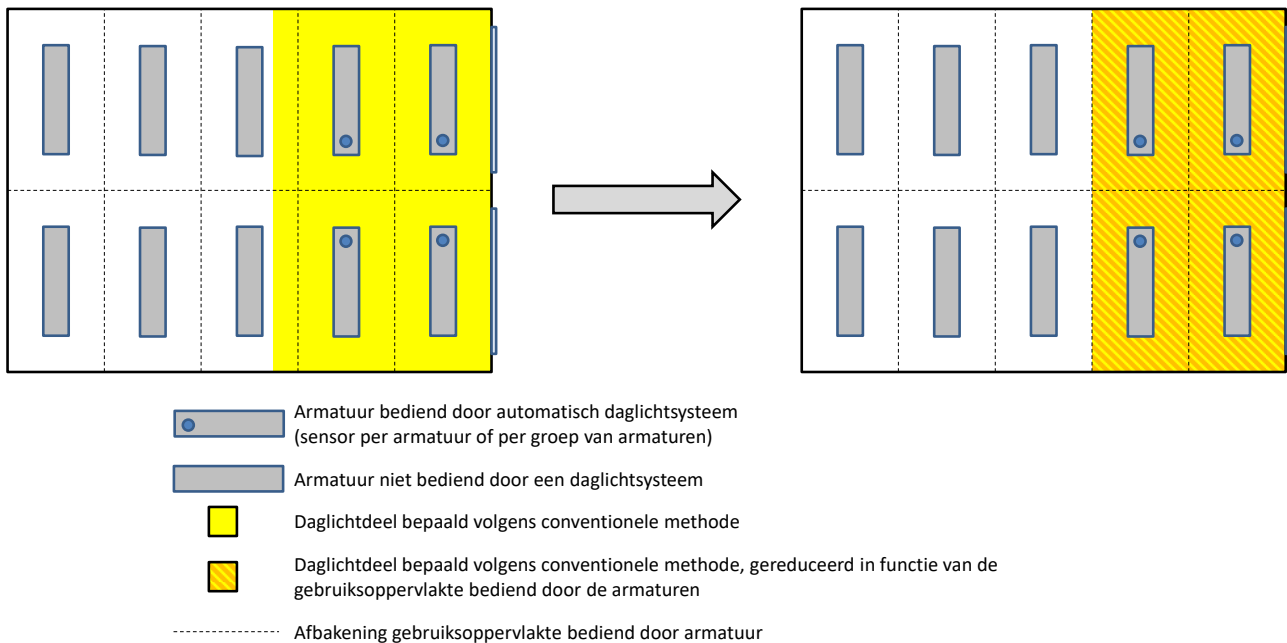 Armatuur bediend door automatisch daglichtsysteem
(sensor per armatuur of per groep van armaturen)
Armatuur niet bediend door een daglichtsysteem
Daglichtdeel bepaald volgens conventionele methode
Daglichtdeel bepaald volgens conventionele methode, gereduceerd in functie van de
gebruiksoppervlakte bediend door de armaturen
Afbakening gebruiksoppervlakte bediend door armatuur